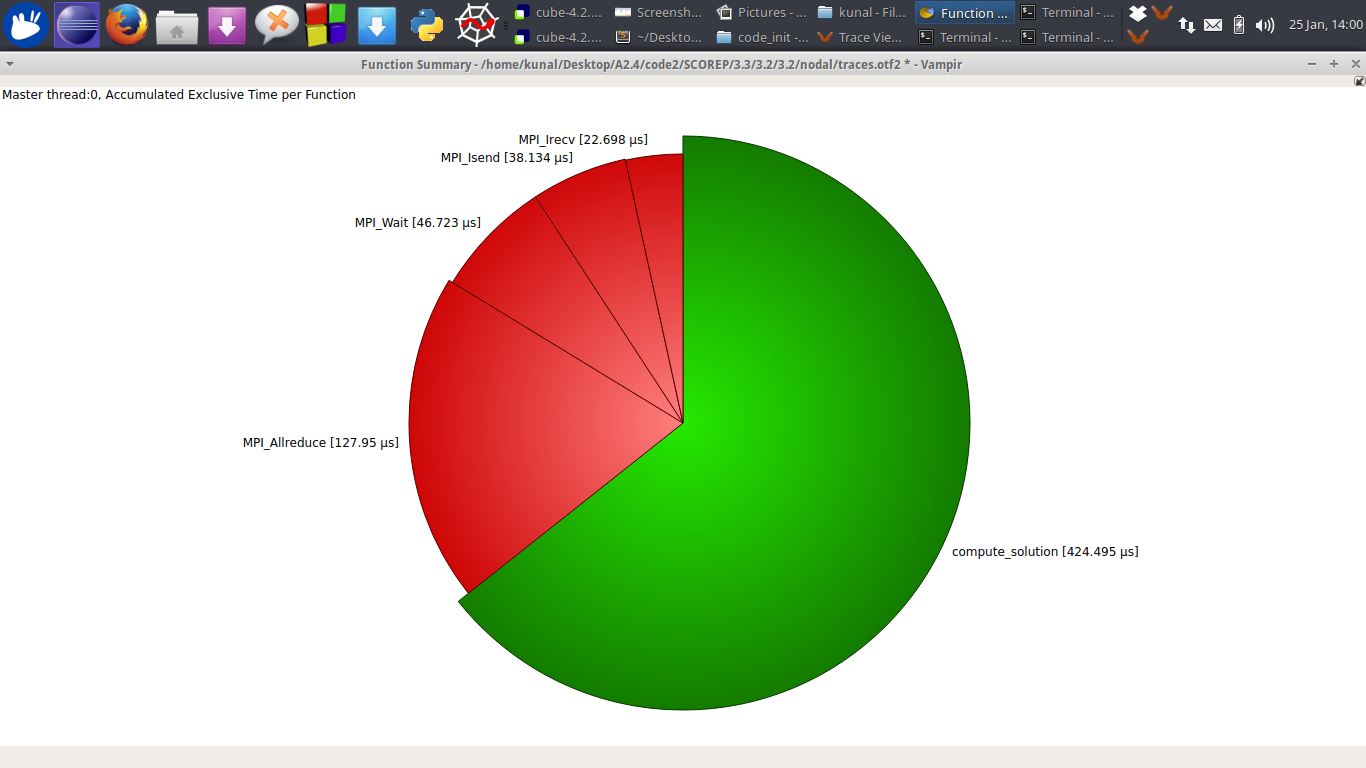 cube-4.2.... Screensh... Pictures - ... kunal - Fil... Function ... Terminal - ...
cube-4.2.... ~/Deskto... code_init -... Trace Vie... Terminal - ... Terminal - ...
25 Jan, 14:00
Function Summary - /home/kunal/Desktop/A2.4/code2/SCOREP/3.3/3.2/3.2/nodal/traces.otf2 * - Vampir
Master thread:0, Accumulated Exclusive Time per Function
MPI_Irecv [22.698 µs]
MPI_Isend [38.134 µs]
MPI_Wait [46.723 µs]
MPI_Allreduce [127.95 µs]
compute_solution [424.495 µs]